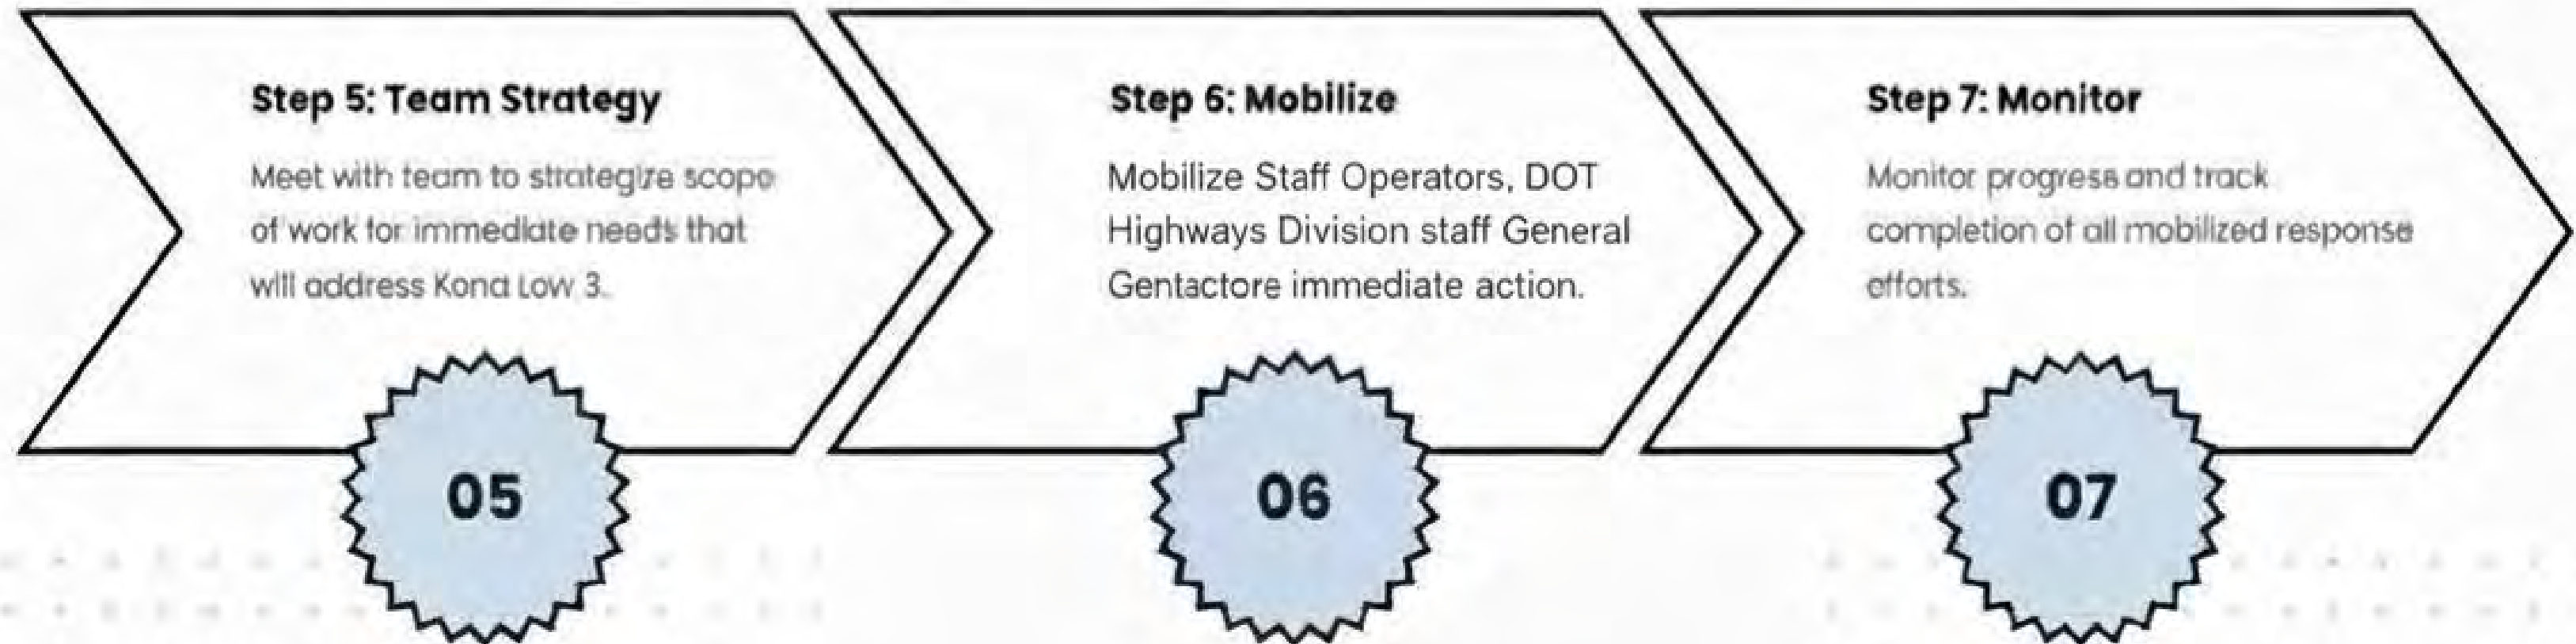 Step 5: Team Strategy
Meet with team to strategize scope
of work for immediate needs that
will address Kona Low 3.
05
Step 6: Mobilize
Mobilize Staff Operators, DOT
Highways Division staff General
Gentactore immediate action.
06
Step 7: Monitor
Monitor progress and track
completion of all mobilized response
efforts.
07